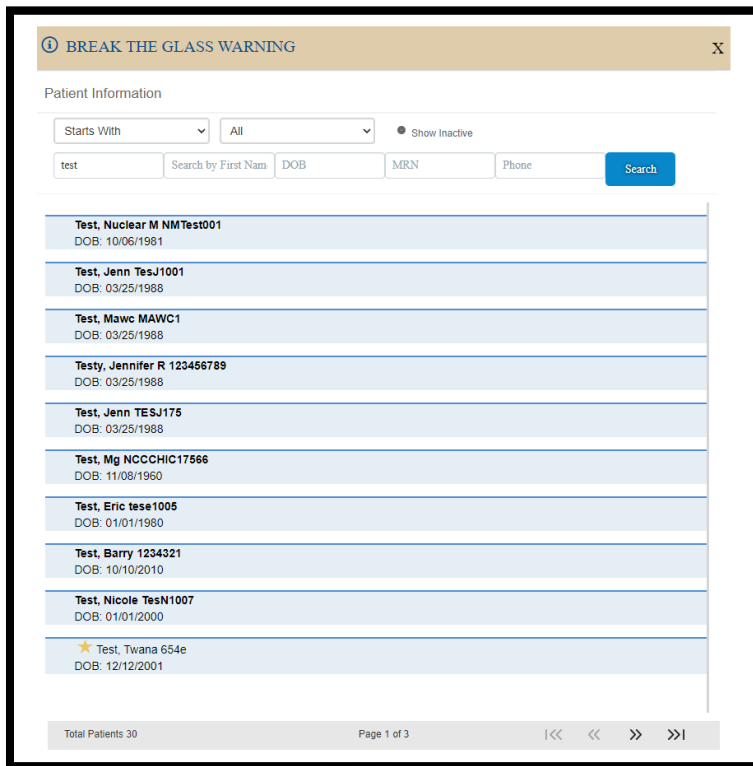 BREAK THE GLASS WARNING X
Patient Information
Starts With All Show Inactive
test Search by First Nam DOB MRN Phone Search
Test, Nuclear M NMTest001
DOB: 10/06/1981
Test, Jenn TesJ1001
DOB: 03/25/1988
Test, Mawc MAWC1
DOB: 03/25/1988
Testy, Jennifer R 123456789
DOB: 03/25/1988
Test, Jenn TESJ175
DOB: 03/25/1988
Test, Mg NCCCHIC17566
DOB: 11/08/1960
Test, Eric tese1005
DOB: 01/01/1980
Test, Barry 1234321
DOB: 10/10/2010
Test, Nicole TesN1007
DOB: 01/01/2000
Test, Twana 654e
DOB: 12/12/2001
Total Patients 30 Page 1 of 3